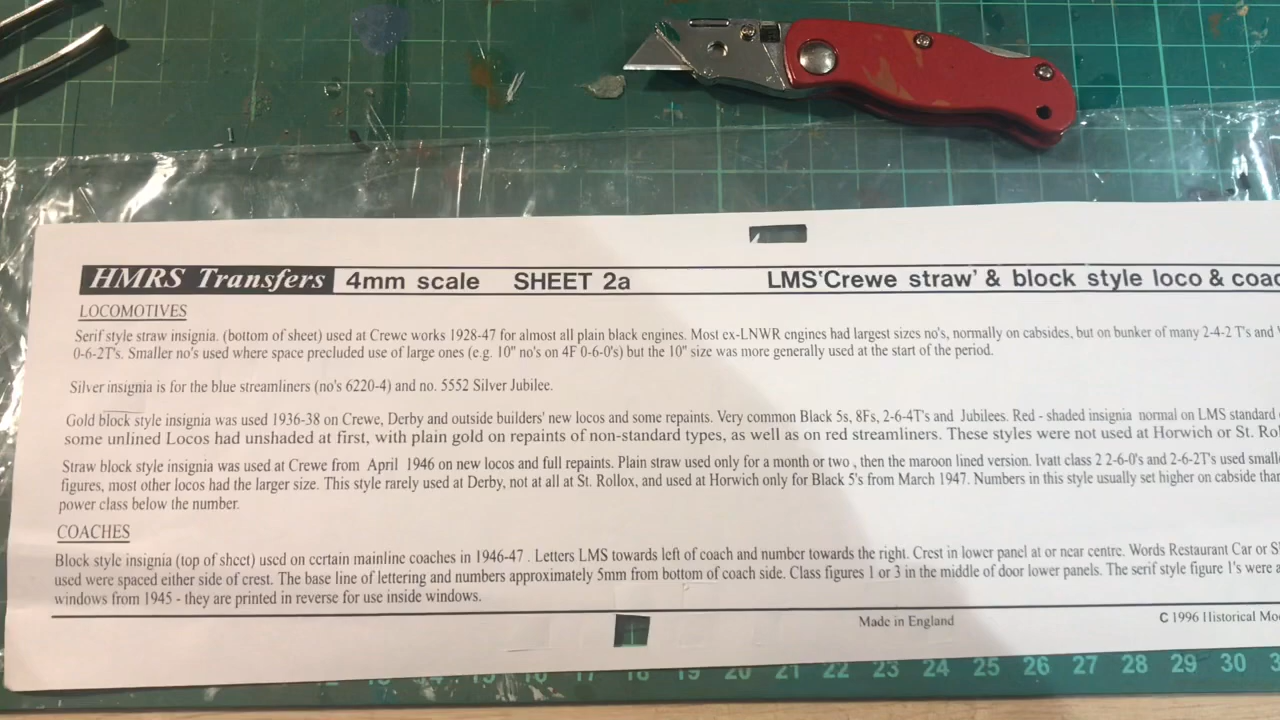 HMRS Transfers 4mm scale SHEET 2a LMS 'Crewe straw' & block style loco & coac
LOCOMOTIVES
Serif style straw insignia. (bottom of sheet) used at Crewe works 1928-47 for almost all plain black engines. Most ex-LNWR engines had largest sizes no's, normally on cabsides, but on bunker of many 2-4-2 T's and
0-6-2T's. Smaller no's used where space precluded use of large ones (e.g. 10" no's on 4F 0-6-0's) but the 10" size was more generally used at the start of the period.
Silver insignia is for the blue streamliners (no's 6220-4) and no. 5552 Silver Jubilee.
Gold block style insignia was used 1936-38 on Crewe, Derby and outside builders' new locos and some repaints. Very common Black 5s, 8Fs, 2-6-4T's and Jubilees. Red - shaded insignia normal on LMS standard
some unlined Locos had unshaded at first, with plain gold on repaints of non-standard types, as well as on red streamliners. These styles were not used at Horwich or St. Rol
Straw block style insignia was used at Crewe from April 1946 on new locos and full repaints. Plain straw used only for a month or two , then the maroon lined version. Ivatt class 2 2-6-0's and 2-6-2T's used smalle
figures, most other locos had the larger size. This style rarely used at Derby, not at all at St. Rollox, and used at Horwich only for Black 5's from March 1947. Numbers in this style usually set higher on cabside than
power class below the number.
COACHES
Block style insignia (top of sheet) used on certain mainline coaches in 1946-47 . Letters LMS towards left of coach and number towards the right. Crest in lower panel at or near centre. Words Restaurant Car or
used were spaced either side of crest. The base line of lettering and numbers approximately 5mm from bottom of coach side. Class figures 1 or 3 in the middle of door lower panels. The serif style figure 1's were a
windows from 1945 - they are printed in reverse for use inside windows.
Made in England © 1996 Historical Mo
18 19 20 21 22 23 24 25 26 27 28 29 30 3